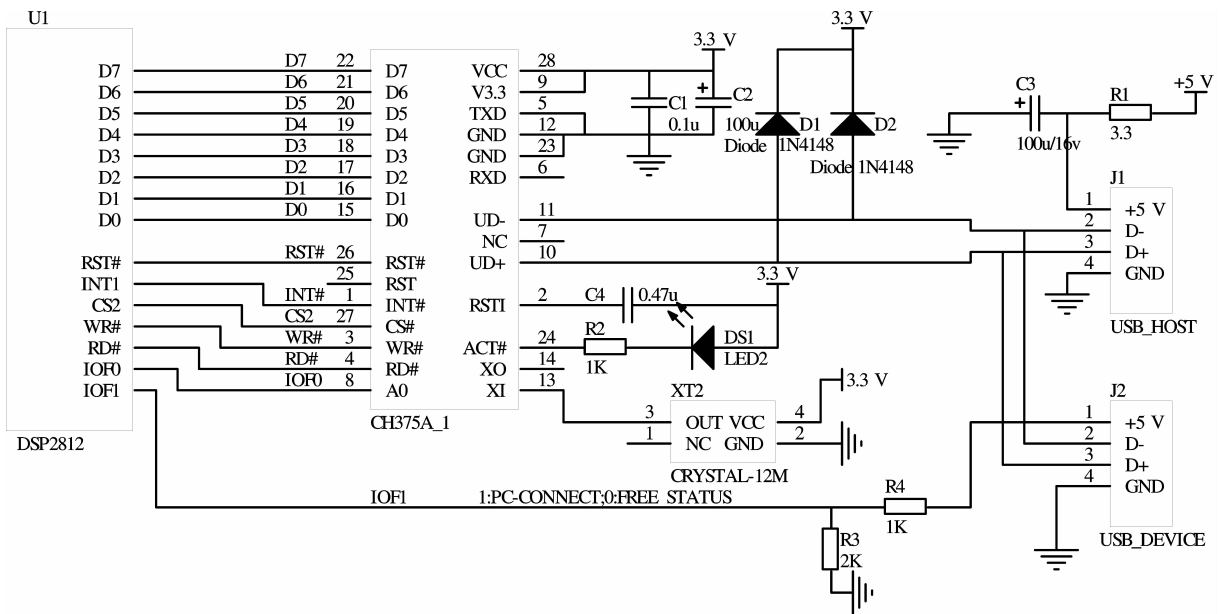 U1
D7
D6
D5
D4
D3
D2
D1
D0
RST#
INT1
CS2
WR#
RD#
IOF0
IOF1
DSP2812
D7 22
D6 21
D5 20
D4 19
D3 18
D2 17
D1 16
D0 15
RST# 26
25
INT# 1
CS2 27
WR# 3
RD# 4
IOF0 8
D7 VCC 28
D6 V3.3 9
D5 TXD 5
D4 GND 12
D3 GND 23
D2 RXD 6
D1
D0 UD- 11
NC 7
RST# UD+ 10
RST
INT# RSTI 2
CS#
WR# ACT# 24
RD# XO 14
A0 XI 13
CH375A_1
3.3 V
C1
0.1u
C2
100u
3.3 V
D1
Diode 1N4148
D2
Diode 1N4148
C3
100u/16v
R1
3.3
+5 V
J1
1 +5 V
2 D-
3 D+
4 GND
USB_HOST
3.3 V
C4 0.47u
R2
1K
DS1
LED2
XT2
3 OUT VCC 4
1 NC GND 2
CRYSTAL-12M
3.3 V
J2
1 +5 V
2 D-
3 D+
4 GND
USB_DEVICE
IOF1 1:PC-CONNECT;0:FREE STATUS
R4
1K
R3
2K